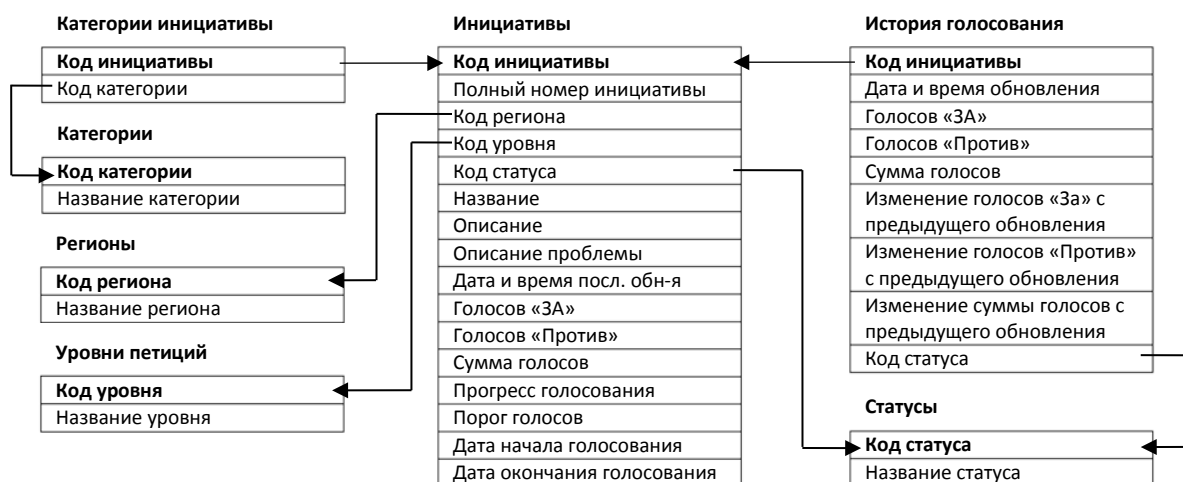 Категории инициативы
Код инициативы
Код категории
Категории
Код категории
Название категории
Регионы
Код региона
Название региона
Уровни петиций
Код уровня
Название уровня
Инициативы
Код инициативы
Полный номер инициативы
Код региона
Код уровня
Код статуса
Название
Описание
Описание проблемы
Дата и время посл. обн-я
Голосов «ЗА»
Голосов «Против»
Сумма голосов
Прогресс голосования
Порог голосов
Дата начала голосования
Дата окончания голосования
История голосования
Код инициативы
Дата и время обновления
Голосов «ЗА»
Голосов «Против»
Сумма голосов
Изменение голосов «За» с
предыдущего обновления
Изменение голосов «Против»
с предыдущего обновления
Изменение суммы голосов с
предыдущего обновления
Код статуса
Статусы
Код статуса
Название статуса